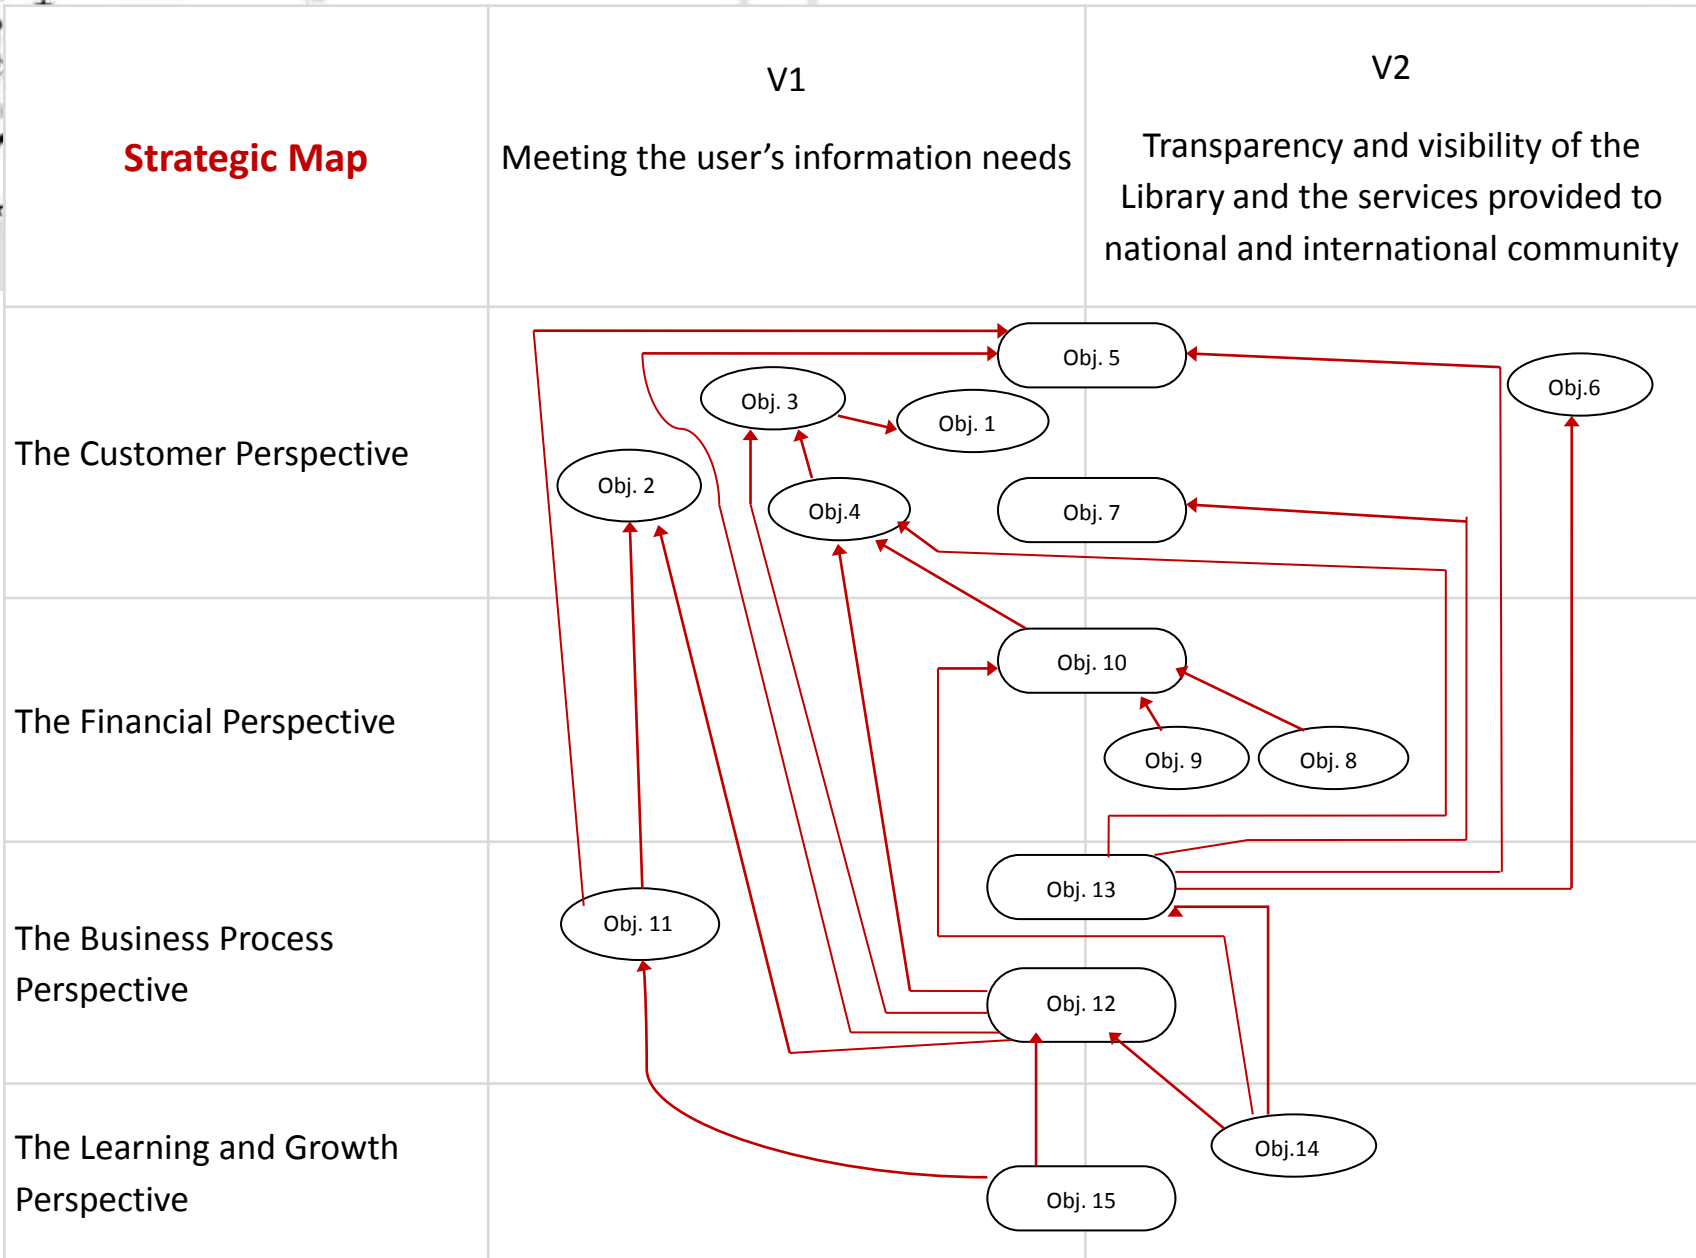 Strategic Map
V1
Meeting the user’s information needs
V2
Transparency and visibility of the
Library and the services provided to
national and international community
The Customer Perspective
Obj. 5
Obj.6
Obj. 3
Obj. 1
Obj. 2
Obj.4
Obj. 7
The Financial Perspective
Obj. 10
Obj. 9
Obj. 8
The Business Process
Perspective
Obj. 13
Obj. 11
Obj. 12
The Learning and Growth
Perspective
Obj.14
Obj. 15